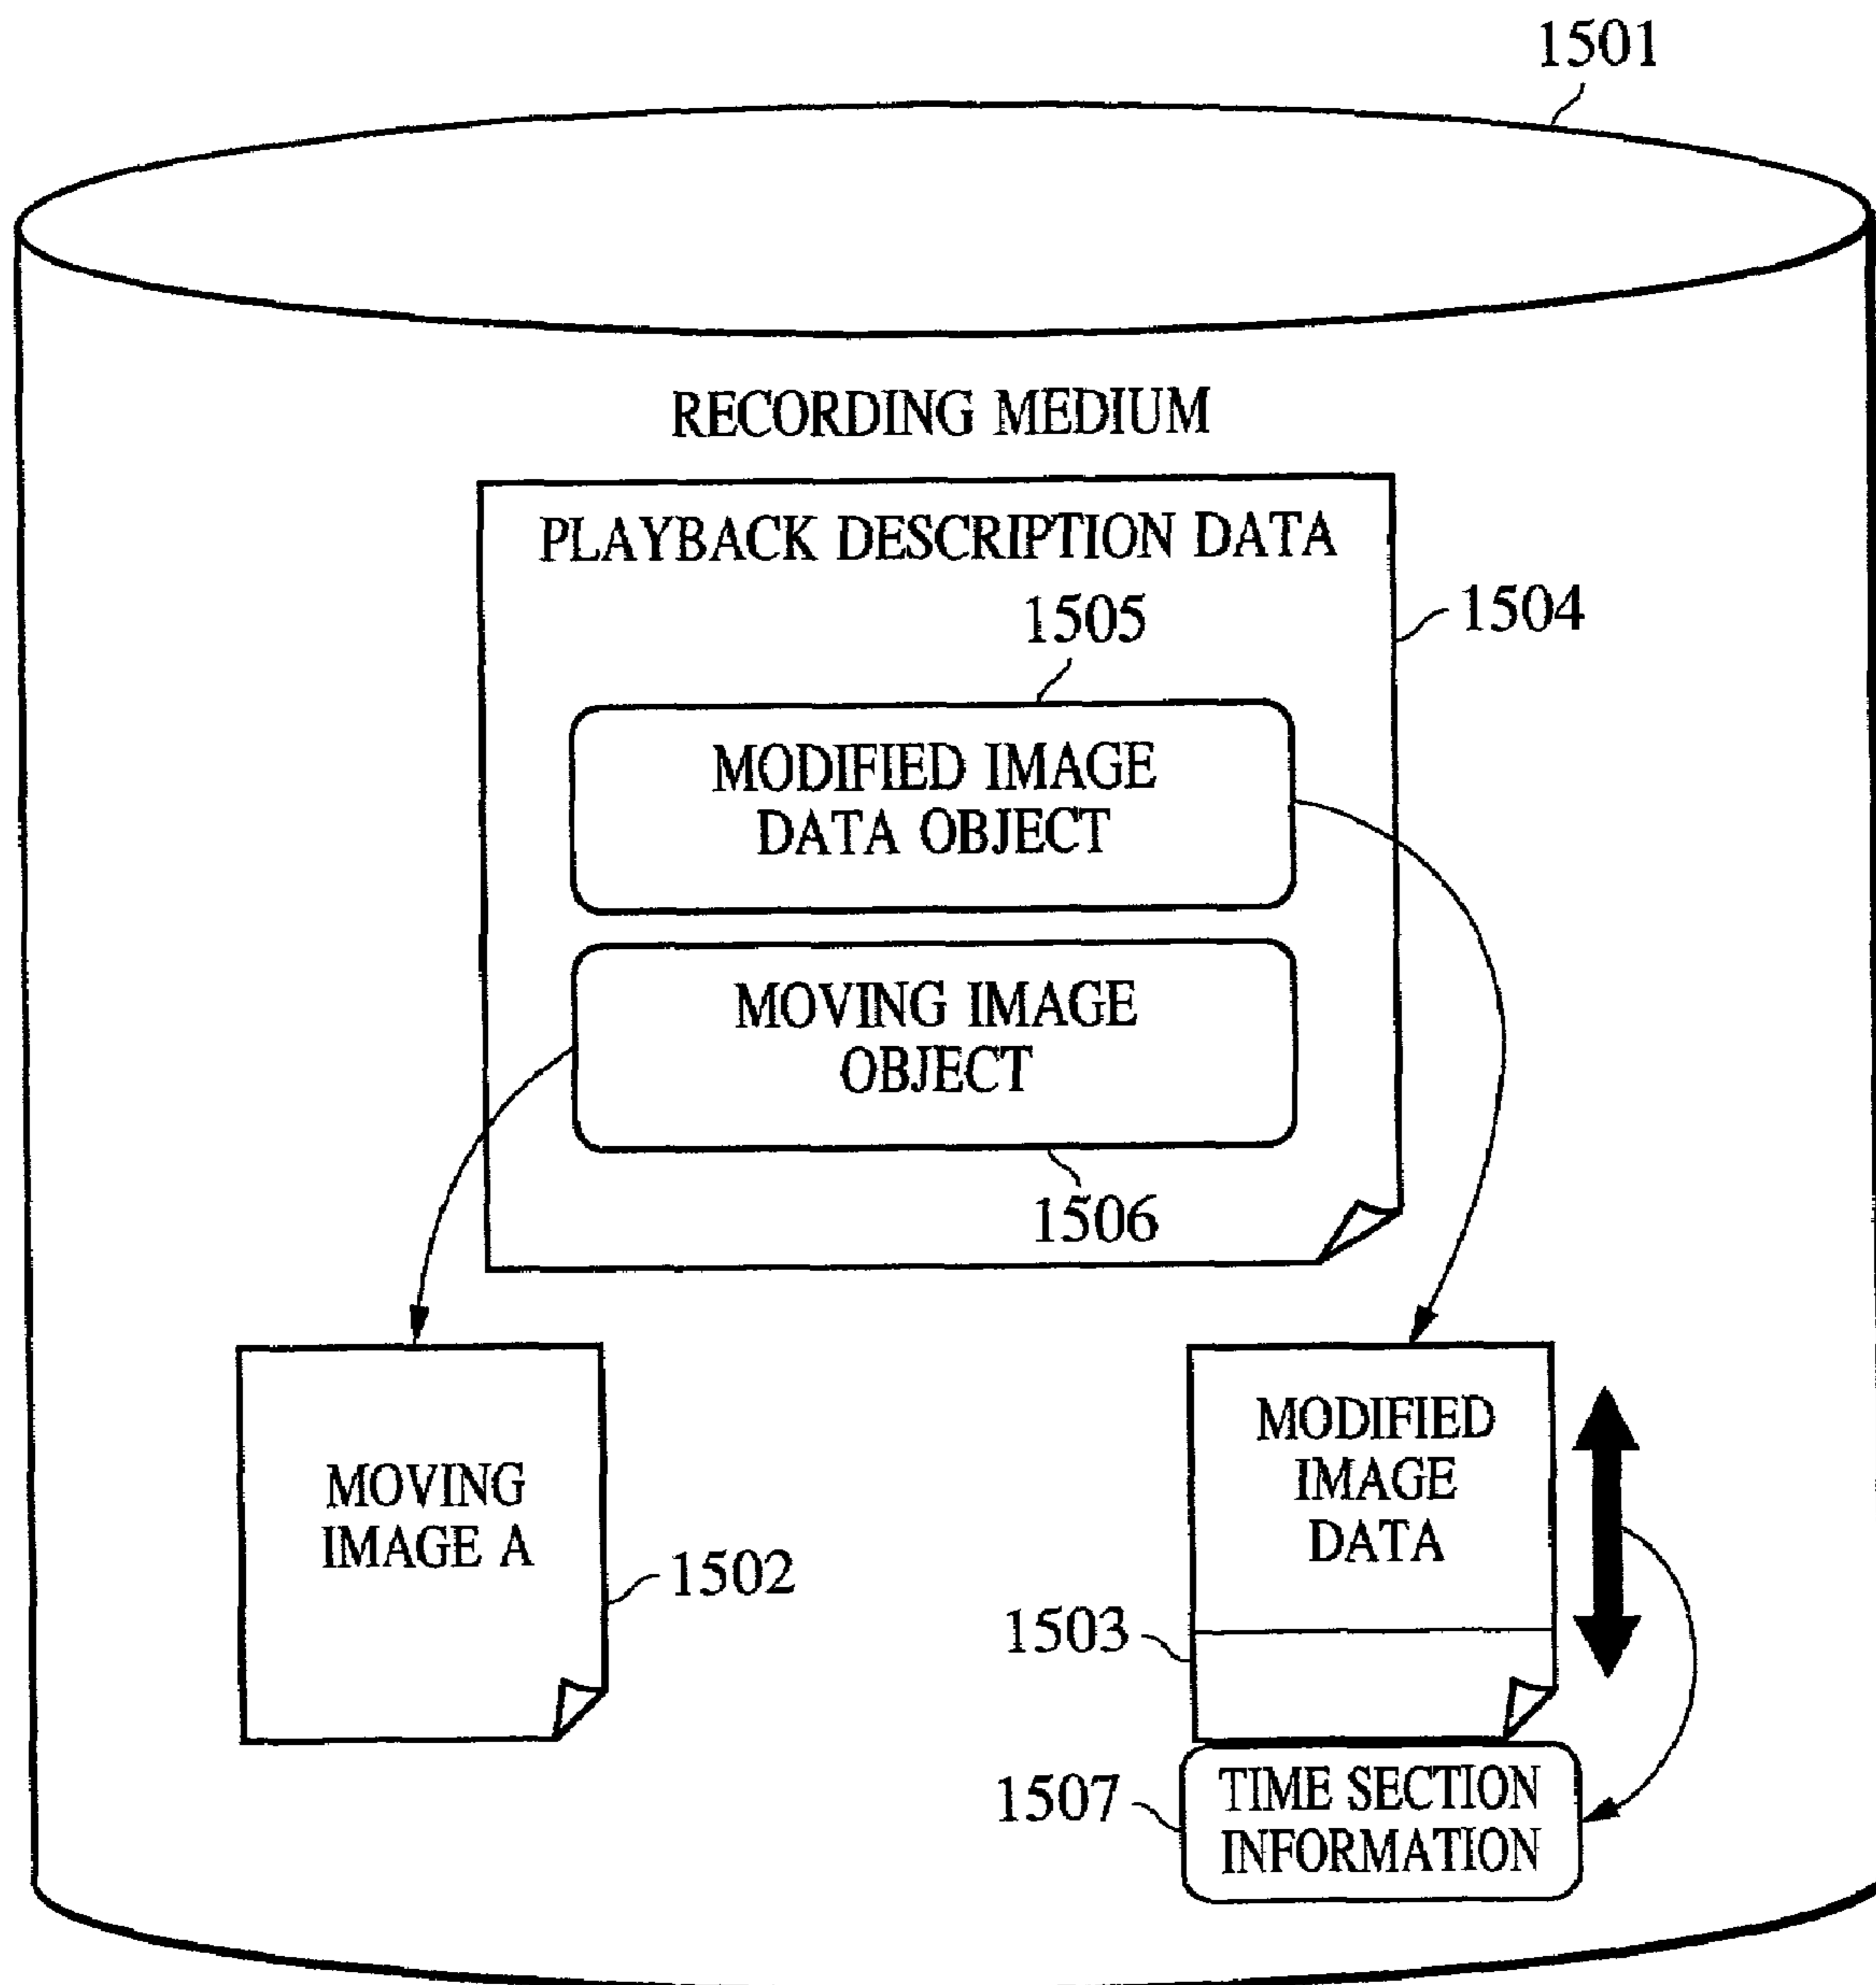 1501
RECORDING MEDIUM
PLAYBACK DESCRIPTION DATA
1505
1504
MODIFIED IMAGE
DATA OBJECT
MOVING IMAGE
OBJECT
1506
MOVING
IMAGE A
1502
MODIFIED
IMAGE
DATA
1503
1507
TIME SECTION
INFORMATION